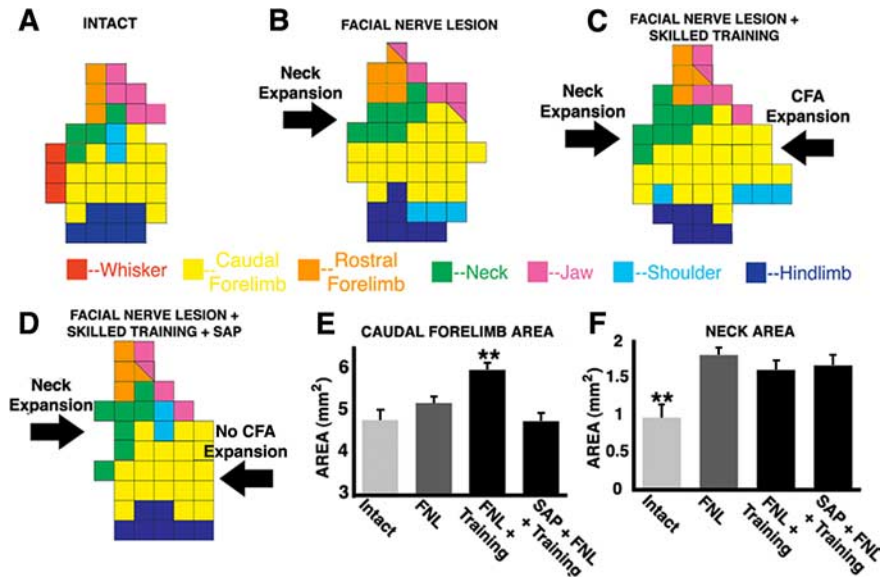 A
INTACT
B
FACIAL NERVE LESION
Neck
Expansion
C
FACIAL NERVE LESION +
SKILLED TRAINING
Neck
Expansion
CFA
Expansion
--Whisker
--Caudal
Forelimb
--Rostral
Forelimb
--Neck
--Jaw
--Shoulder
--Hindlimb
D
FACIAL NERVE LESION +
SKILLED TRAINING + SAP
Neck
Expansion
No CFA
Expansion
E
CAUDAL FORELIMB AREA
AREA (mm²)
6
5
4
3
**
Intact
FNL
FNL +
Training
SAP + FNL
+ Training
F
NECK AREA
AREA (mm²)
2
1.5
1
0.5
0
**
Intact
FNL
FNL +
Training
SAP + FNL
+ Training